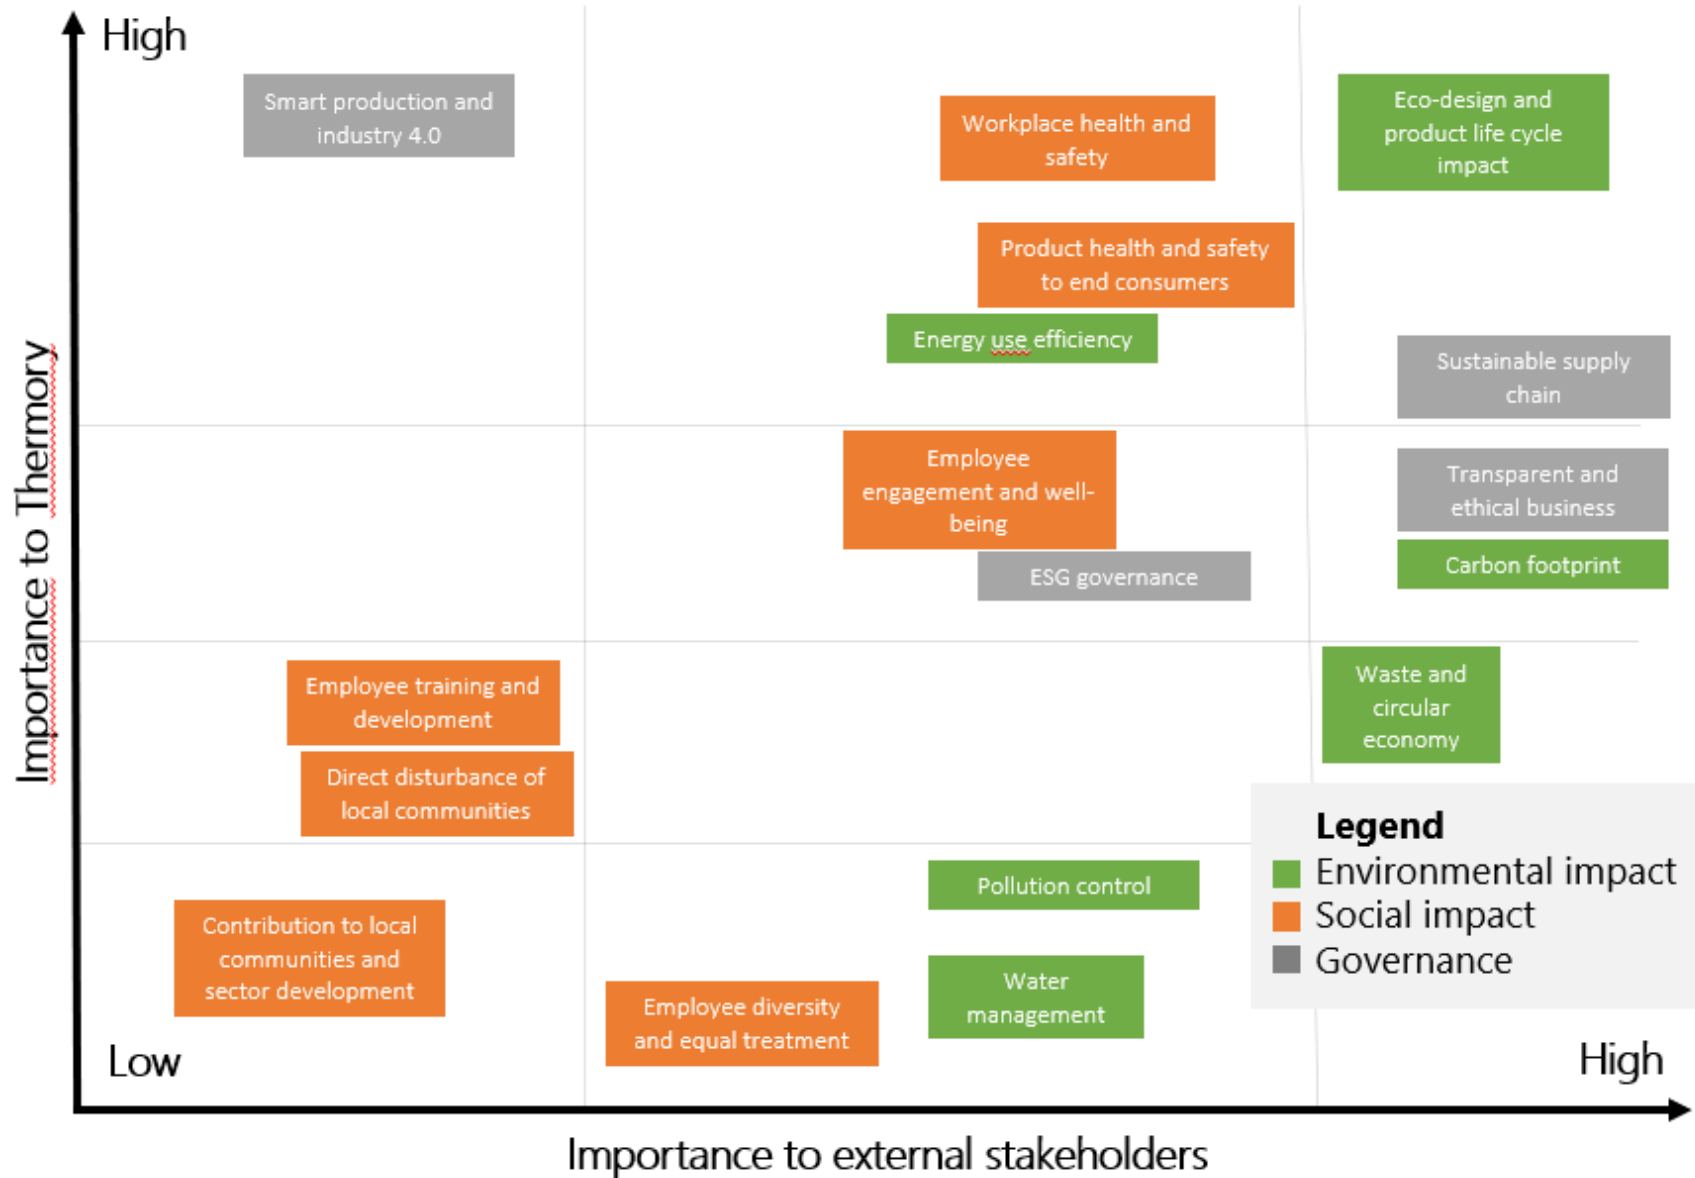 High
Smart production and
industry 4.0
Workplace health and
safety
Eco-design and
product life cycle
impact
Product health and safety
to end consumers
Energy use efficiency
Sustainable supply
chain
Employee
engagement and well-
being
Transparent and
ethical business
ESG governance
Carbon footprint
Importance to Thermory
Employee training and
development
Waste and
circular
economy
Direct disturbance of
local communities
Legend
Environmental impact
Social impact
Governance
Pollution control
Contribution to local
communities and
sector development
Water
management
Employee diversity
and equal treatment
Low
High
Importance to external stakeholders